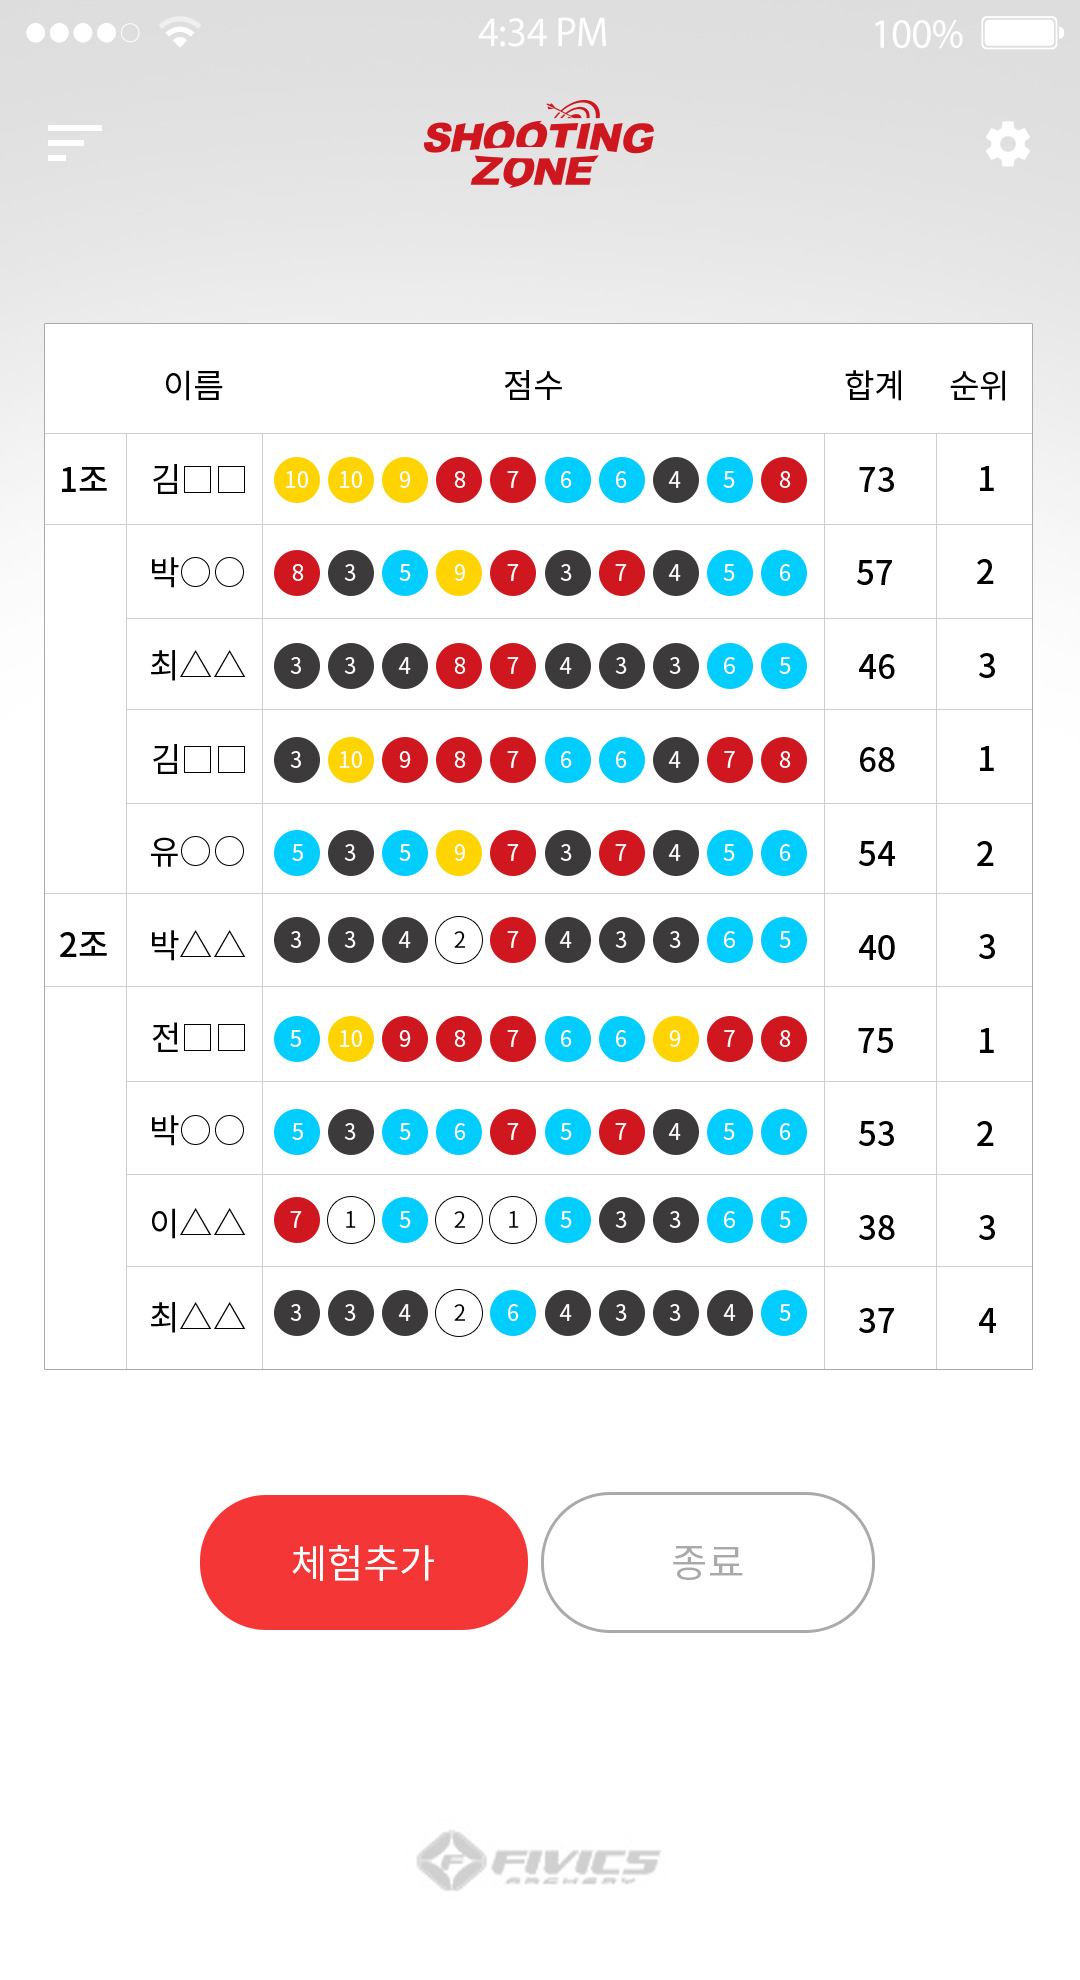 4:34 PM 100%
SHOOTING
ZONE
이름 점수 합계 순위
1조 김□□ 10 10 9 8 7 6 6 4 5 8 73 1
박○○ 8 3 5 9 7 3 7 4 5 6 57 2
최△△ 3 3 4 8 7 4 3 3 6 5 46 3
김□□ 3 10 9 8 7 6 6 4 7 8 68 1
유○○ 5 3 5 9 7 3 7 4 5 6 54 2
2조 박△△ 3 3 4 2 7 4 3 3 6 5 40 3
전□□ 5 10 9 8 7 6 6 9 7 8 75 1
박○○ 5 3 5 6 7 5 7 4 5 6 53 2
이△△ 7 1 5 2 1 5 3 3 6 5 38 3
최△△ 3 3 4 2 6 4 3 3 4 5 37 4
체험추가 종료
FIVICS
ARCHERY